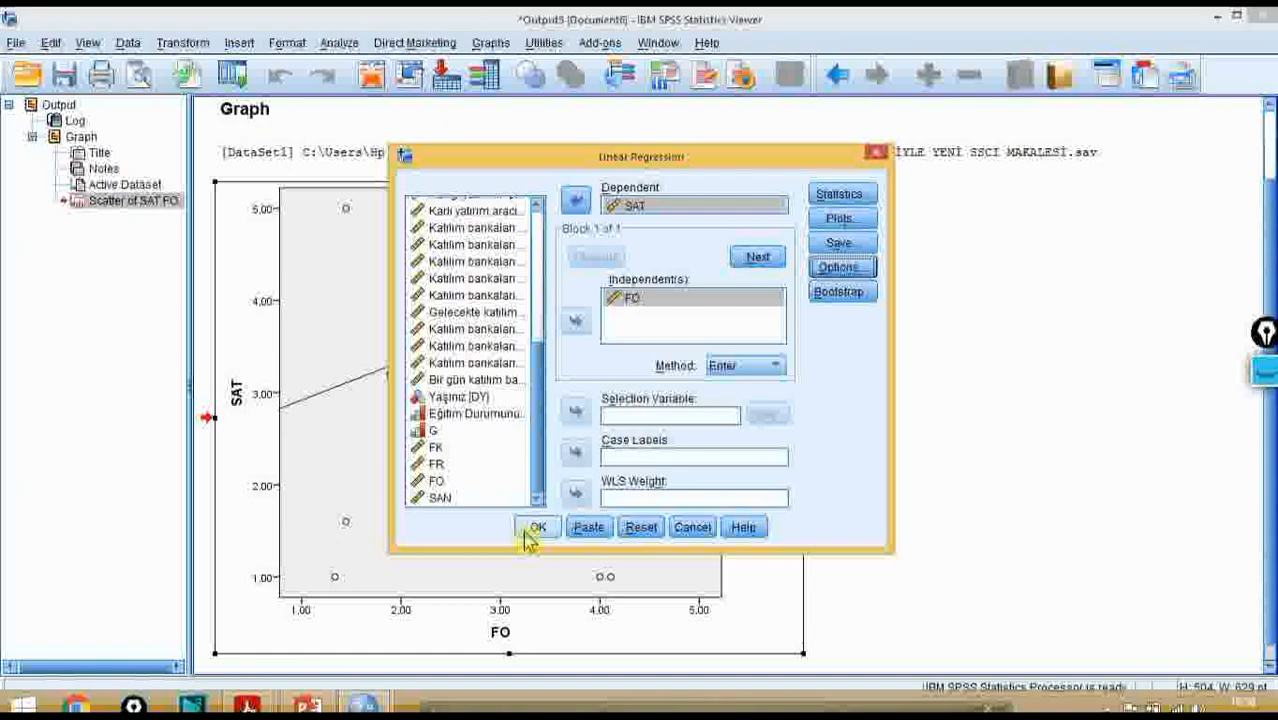 *Output5 [Document6] - IBM SPSS Statistics Viewer
File Edit View Data Transform Insert Format Analyze Direct Marketing Graphs Utilities Add-ons Window Help
Output
Log
Graph
Title
Notes
Active Dataset
Scatter of SAT FO
Graph
[DataSet1] C:\Users\Hp
İYLE YENİ SSCI MAKALESİ.sav
5,00
4,00
3,00
2,00
1,00
SAT
1.00 2.00 3.00 4.00 5.00
FO
Linear Regression
Karlı yatırım aracı...
Katılım bankaları...
Katılım bankaları...
Katılım bankaları...
Katılım bankaları...
Katılım bankaları...
Gelecekte katılım...
Katılım bankaları...
Katılım bankaları...
Katılım bankaları...
Bir gün katılım ba...
Yaşınız [DY]
Eğitim Durumunu...
G
FK
FR
FO
SAN
Dependent
SAT
Block 1 of 1
Next
Independent(s):
FO
Method: Enter
Selection Variable:
Case Labels:
WLS Weight:
Statistics...
Plots...
Save...
Options...
Bootstrap...
OK Paste Reset Cancel Help
IBM SPSS Statistics Processor is ready H: 504, W: 629 pt